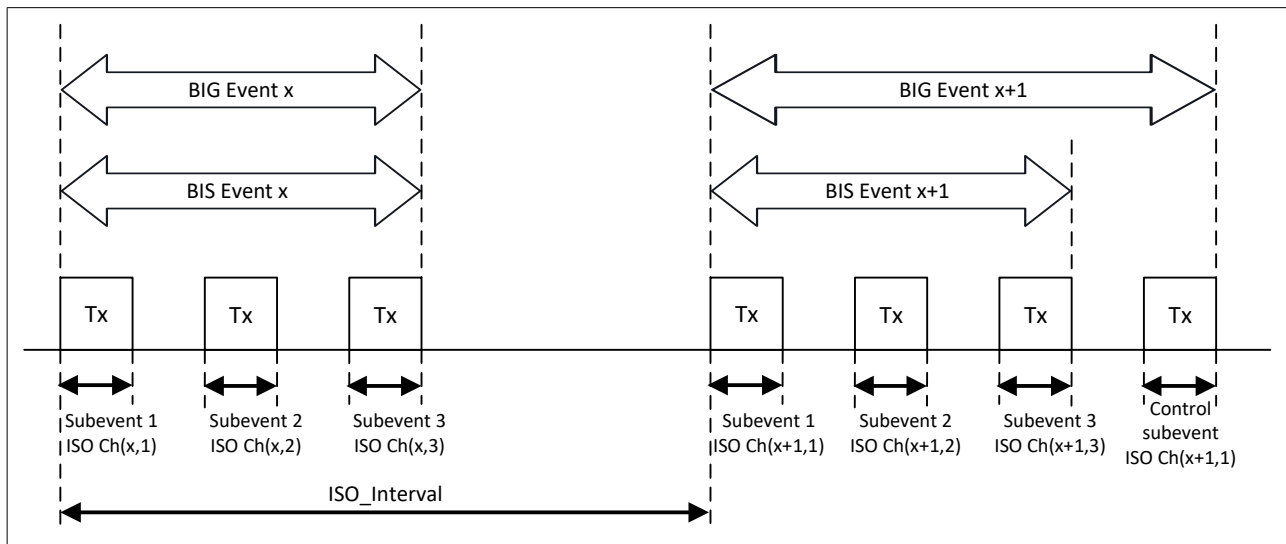 BIG Event x
BIG Event x+1
BIS Event x
BIS Event x+1
Tx
Tx
Tx
Tx
Tx
Tx
Tx
Subevent 1
ISO Ch(x,1)
Subevent 2
ISO Ch(x,2)
Subevent 3
ISO Ch(x,3)
Subevent 1
ISO Ch(x+1,1)
Subevent 2
ISO Ch(x+1,2)
Subevent 3
ISO Ch(x+1,3)
Control
subevent
ISO Ch(x+1,1)
ISO_Interval